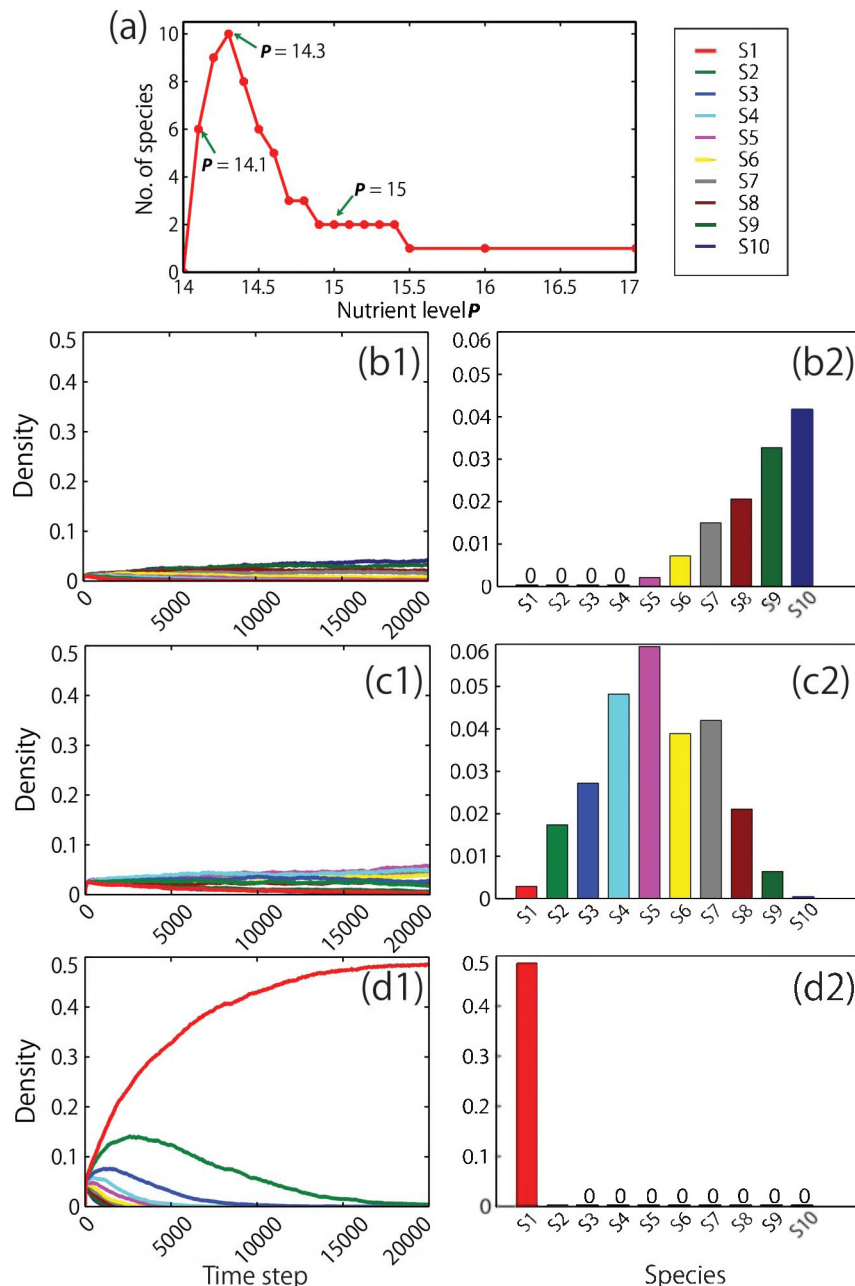 (a)
No. of species
10
8
6
4
2
0
P = 14.3
P = 14.1
P = 15
14 14.5 15 15.5 16 16.5 17
Nutrient level P
S1
S2
S3
S4
S5
S6
S7
S8
S9
S10
(b1)
Density
0.5
0.4
0.3
0.2
0.1
0
0 5000 10000 15000 20000
(b2)
0.06
0.06
0.04
0.03
0.02
0.01
0
0 0 0 0
S1 S2 S3 S4 S5 S6 S7 S8 S9 S10
(c1)
Density
0.5
0.4
0.3
0.2
0.1
0
0 5000 10000 15000 20000
(c2)
0.06
0.06
0.04
0.03
0.02
0.01
0
S1 S2 S3 S4 S5 S6 S7 S8 S9 S10
(d1)
Density
0.5
0.4
0.3
0.2
0.1
0
0 5000 10000 15000 20000
Time step
(d2)
0.5
0.4
0.3
0.2
0.1
0
0 0 0 0 0 0 0 0
S1 S2 S3 S4 S5 S6 S7 S8 S9 S10
Species